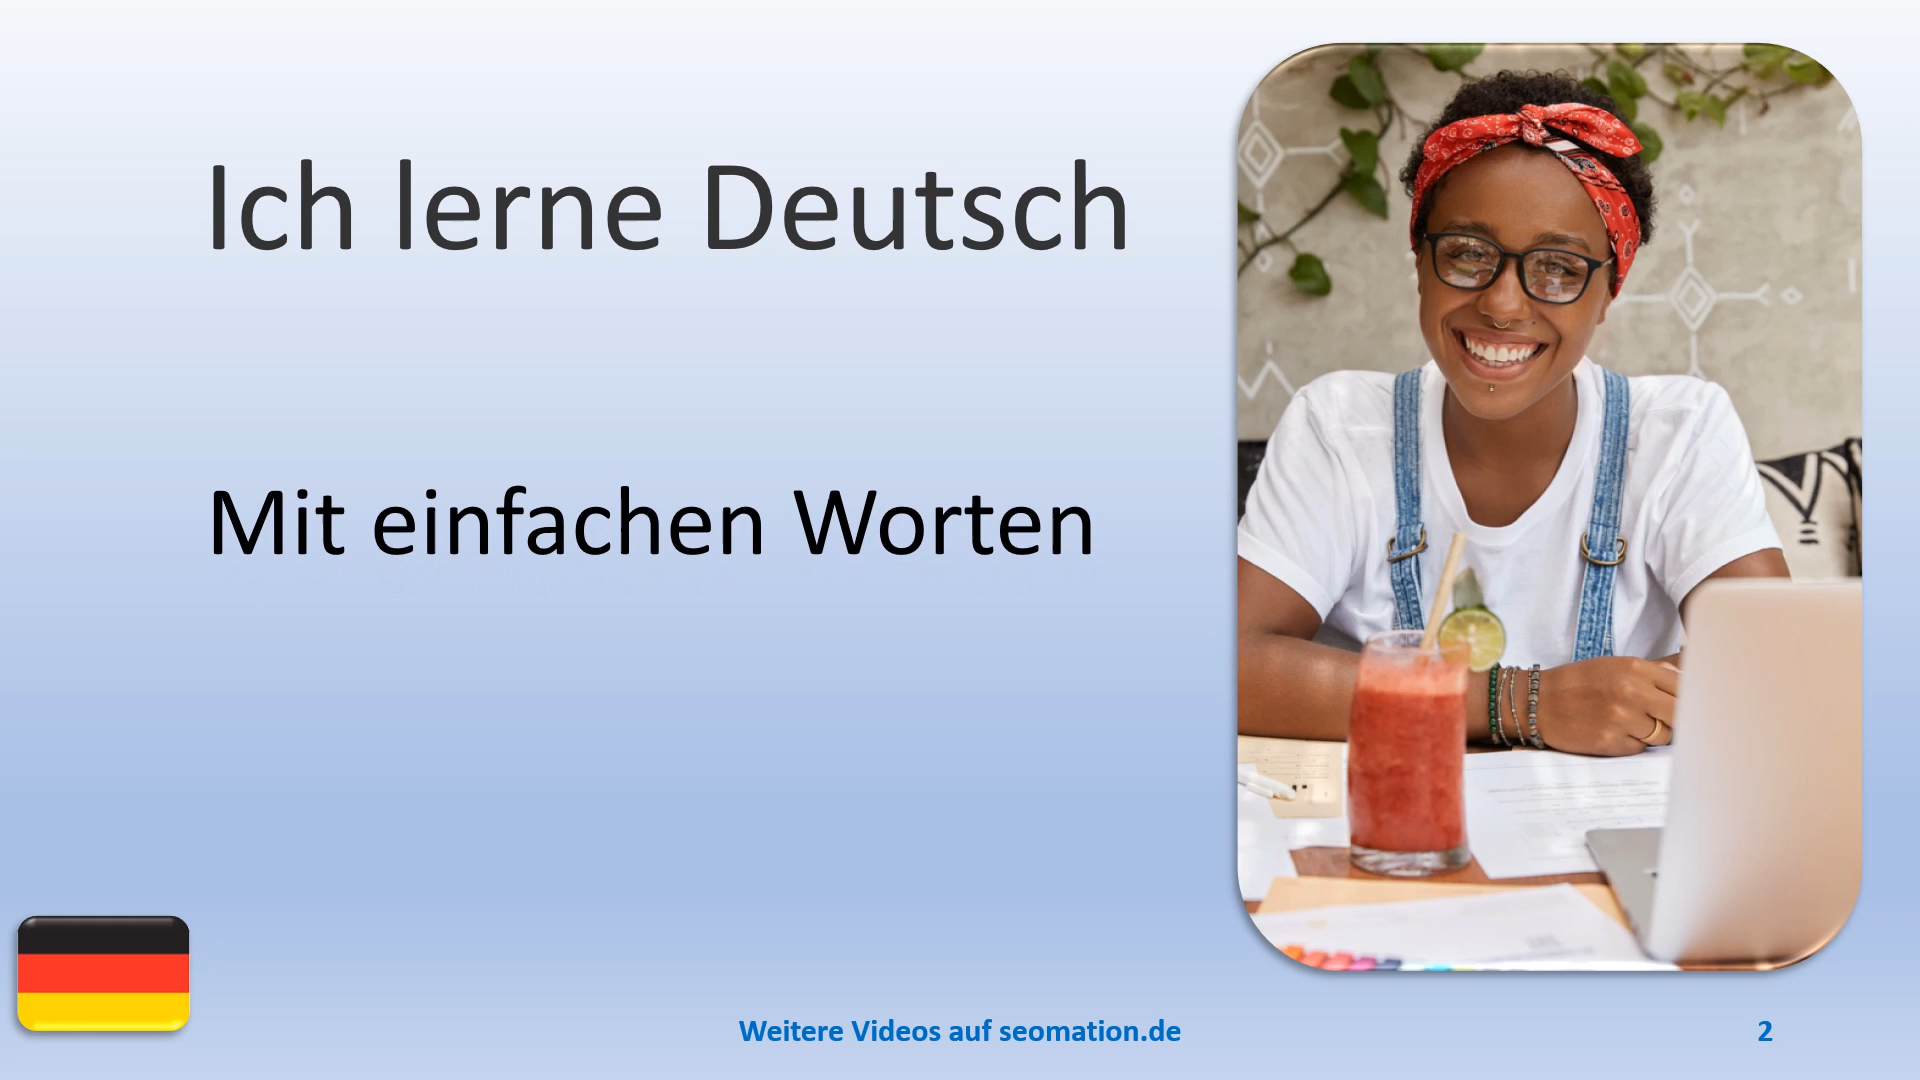 Ich lerne Deutsch
Mit einfachen Worten
Weitere Videos auf seomation.de
2